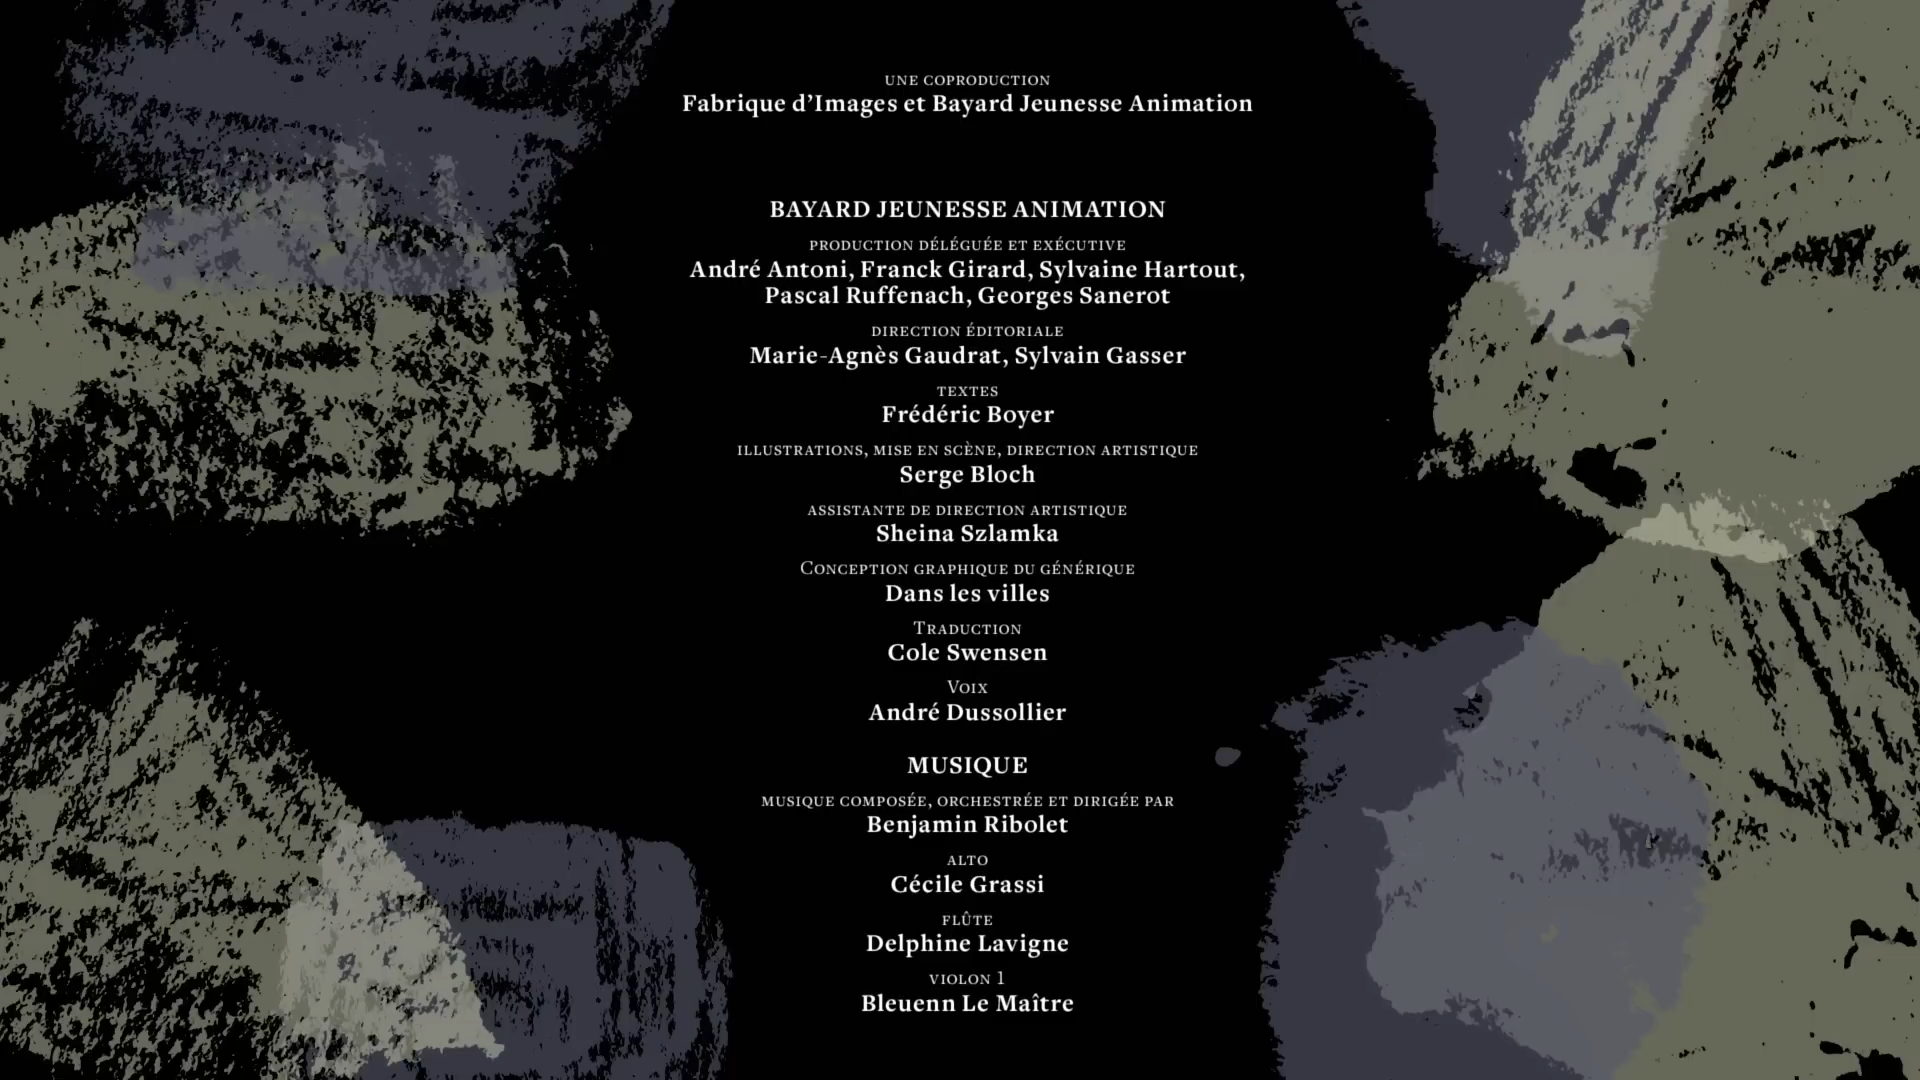 UNE COPRODUCTION
Fabrique d’Images et Bayard Jeunesse Animation
BAYARD JEUNESSE ANIMATION
PRODUCTION DÉLÉGUÉE ET EXÉCUTIVE
André Antoni, Franck Girard, Sylvaine Hartout,
Pascal Ruffenach, Georges Sanerot
DIRECTION ÉDITORIALE
Marie-Agnès Gaudrat, Sylvain Gasser
TEXTES
Frédéric Boyer
ILLUSTRATIONS, MISE EN SCÈNE, DIRECTION ARTISTIQUE
Serge Bloch
ASSISTANTE DE DIRECTION ARTISTIQUE
Sheina Szlamka
CONCEPTION GRAPHIQUE DU GÉNÉRIQUE
Dans les villes
TRADUCTION
Cole Swensen
VOIX
André Dussollier
MUSIQUE
MUSIQUE COMPOSÉE, ORCHESTRÉE ET DIRIGÉE PAR
Benjamin Ribolet
ALTO
Cécile Grassi
FLÛTE
Delphine Lavigne
VIOLON 1
Bleuenn Le Maître